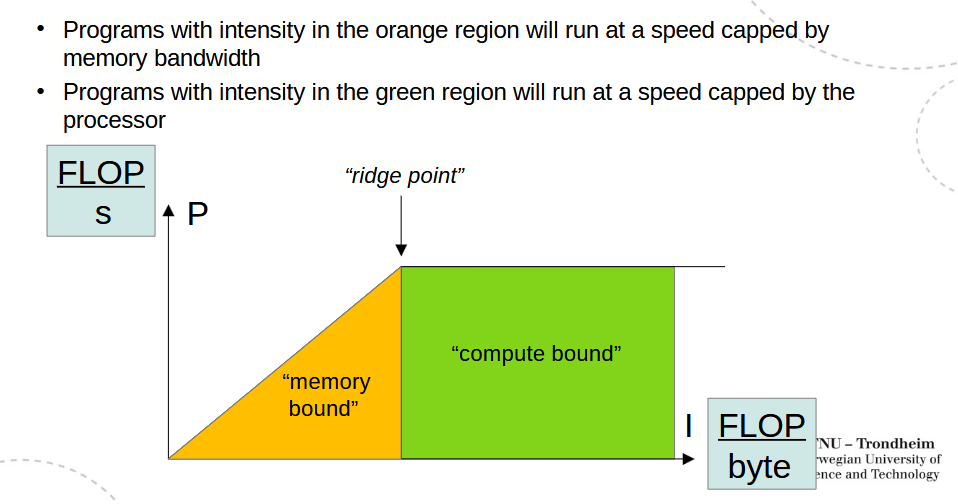 • Programs with intensity in the orange region will run at a speed capped by
memory bandwidth
• Programs with intensity in the green region will run at a speed capped by the
processor
FLOP
s
P
“ridge point”
“compute bound”
“memory
bound”
I
FLOP
byte
NU – Trondheim
wegian University of
ence and Technology